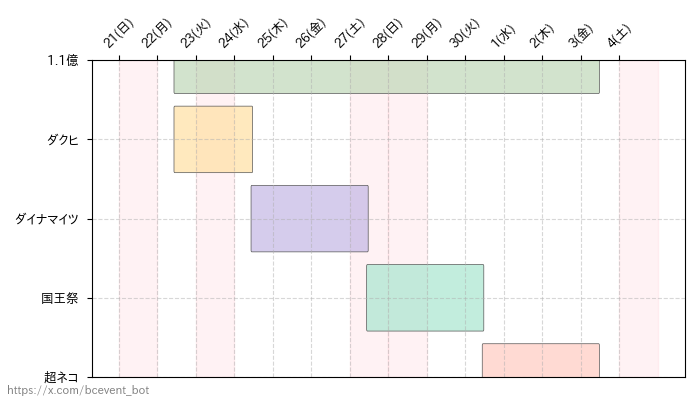 21(日) 22(月) 23(火) 24(水) 25(木) 26(金) 27(土) 28(日) 29(月) 30(火) 1(水) 2(木) 3(金) 4(土)
1.1億
ダクヒ
ダイナマイツ
国王祭
超ネコ
https://x.com/bcevent_bot